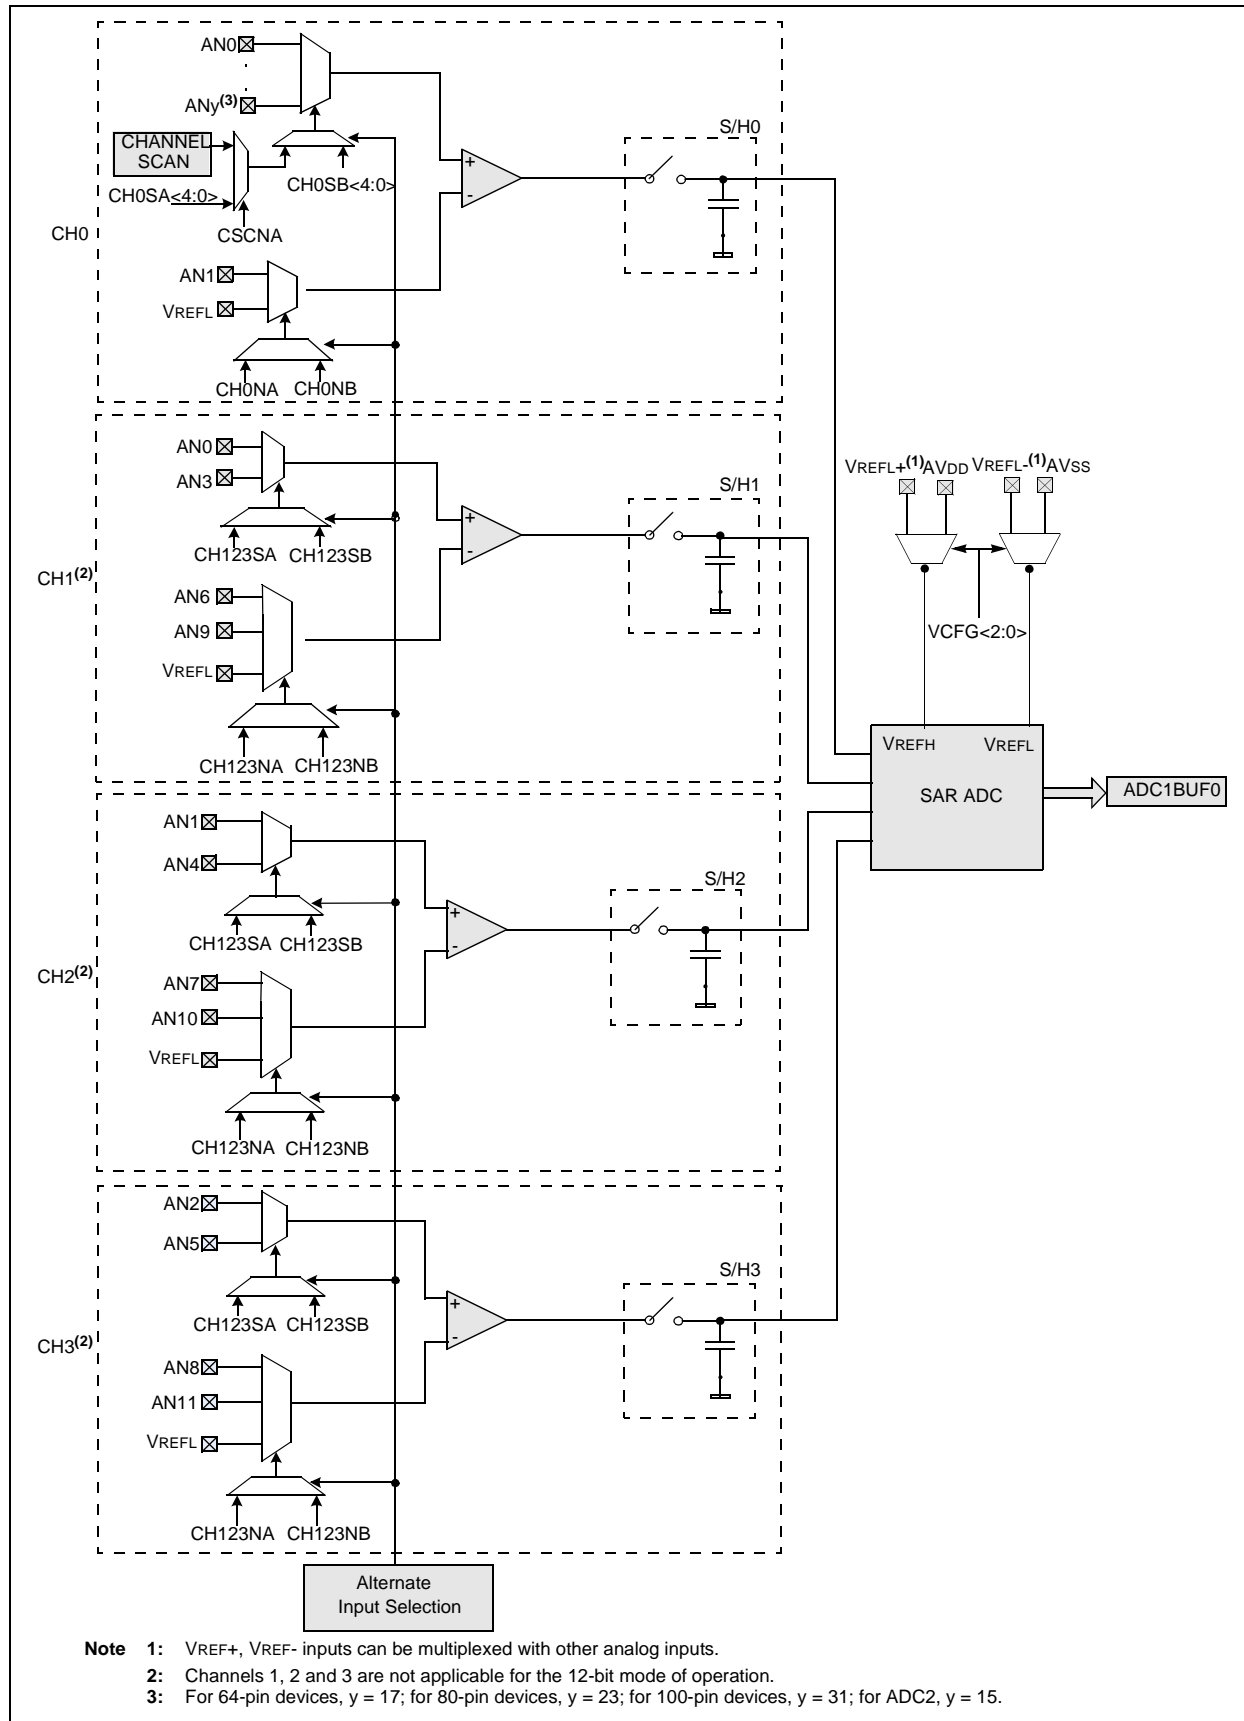 AN0
.
.
ANy(3)
CHANNEL
SCAN
CH0SA<4:0>
CH0SB<4:0>
CSCNA
CH0
AN1
VREFL
CH0NA
CH0NB
+
-
S/H0
AN0
AN3
CH123SA
CH123SB
CH1(2)
AN6
AN9
VREFL
CH123NA
CH123NB
+
-
S/H1
VREFL+(1)
AVDD
VREFL-(1)
AVSS
VCFG<2:0>
VREFH
VREFL
SAR ADC
ADC1BUF0
AN1
AN4
CH123SA
CH123SB
CH2(2)
AN7
AN10
VREFL
CH123NA
CH123NB
+
-
S/H2
AN2
AN5
CH123SA
CH123SB
CH3(2)
AN8
AN11
VREFL
CH123NA
CH123NB
+
-
S/H3
Alternate
Input Selection
Note 1: VREF+, VREF- inputs can be multiplexed with other analog inputs.
2: Channels 1, 2 and 3 are not applicable for the 12-bit mode of operation.
3: For 64-pin devices, y = 17; for 80-pin devices, y = 23; for 100-pin devices, y = 31; for ADC2, y = 15.